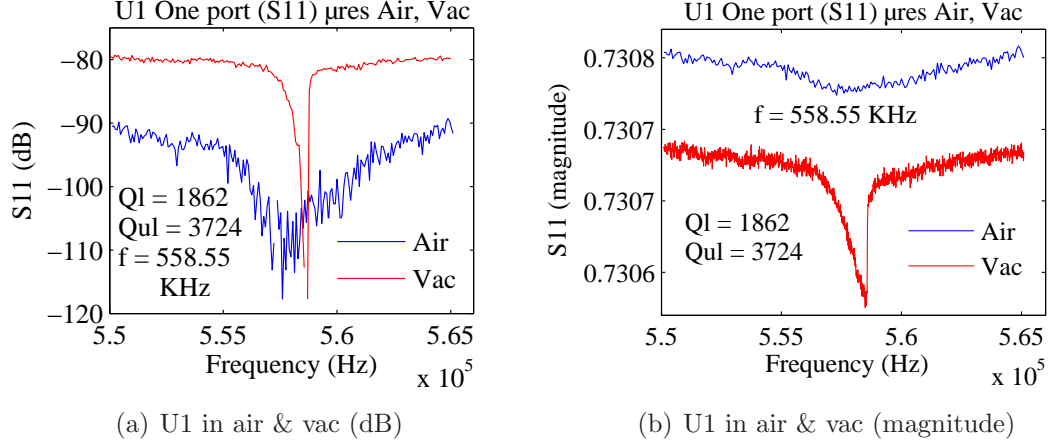 U1 One port (S11) μres Air, Vac
−80
−90
−100
−110
−120
S11 (dB)
Ql = 1862
Qul = 3724
f = 558.55
KHz
Air
Vac
5.5
5.55
5.6
5.65
Frequency (Hz)
x 10⁵
(a) U1 in air & vac (dB)
U1 One port (S11) μres Air, Vac
0.7308
0.7307
0.7307
0.7306
S11 (magnitude)
f = 558.55 KHz
Ql = 1862
Qul = 3724
Air
Vac
5.5
5.55
5.6
5.65
Frequency (Hz)
x 10⁵
(b) U1 in air & vac (magnitude)